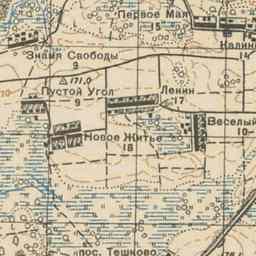 Первое Мая
Калин
14
Знамя Свободы
9
171,0
Пустой Угол
9
Ленин
17
Веселый
10
Новое Житье
18
пос. Тешково